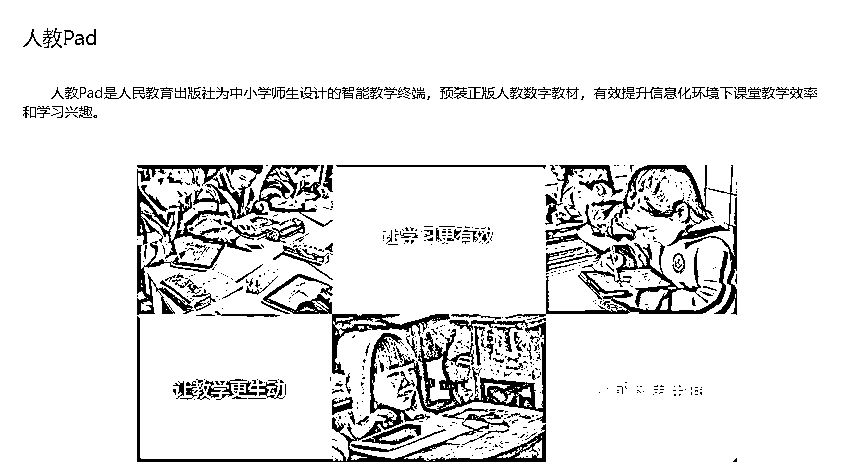 人教Pad
人教Pad是人民教育出版社为中小学师生设计的智能教学终端，预装正版人教数字教材，有效提升信息化环境下课堂教学效率
和学习兴趣。
让学习更有效
让教学更生动